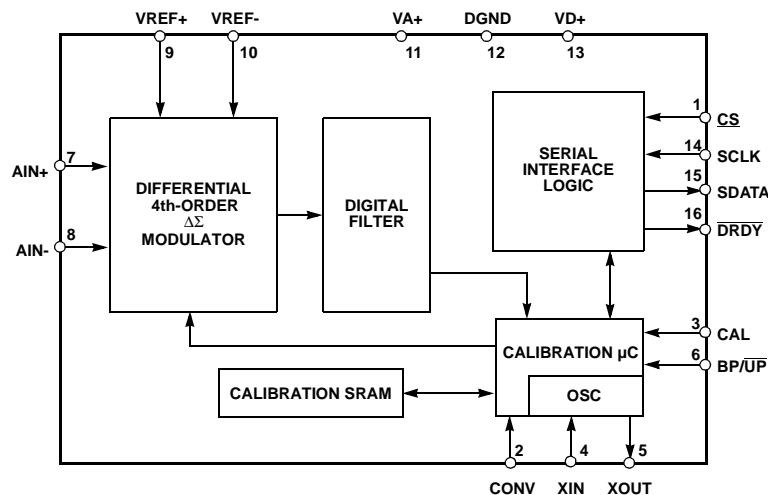 VREF+ VREF- VA+ DGND VD+
9 10 11 12 13
1 CS
14 SCLK
15 SDATA
16 DRDY
7 AIN+
8 AIN-
DIFFERENTIAL
4th-ORDER
ΔΣ
MODULATOR
DIGITAL
FILTER
SERIAL
INTERFACE
LOGIC
CALIBRATION µC
OSC
CALIBRATION SRAM
3 CAL
6 BP/UP
2 4 5
CONV XIN XOUT